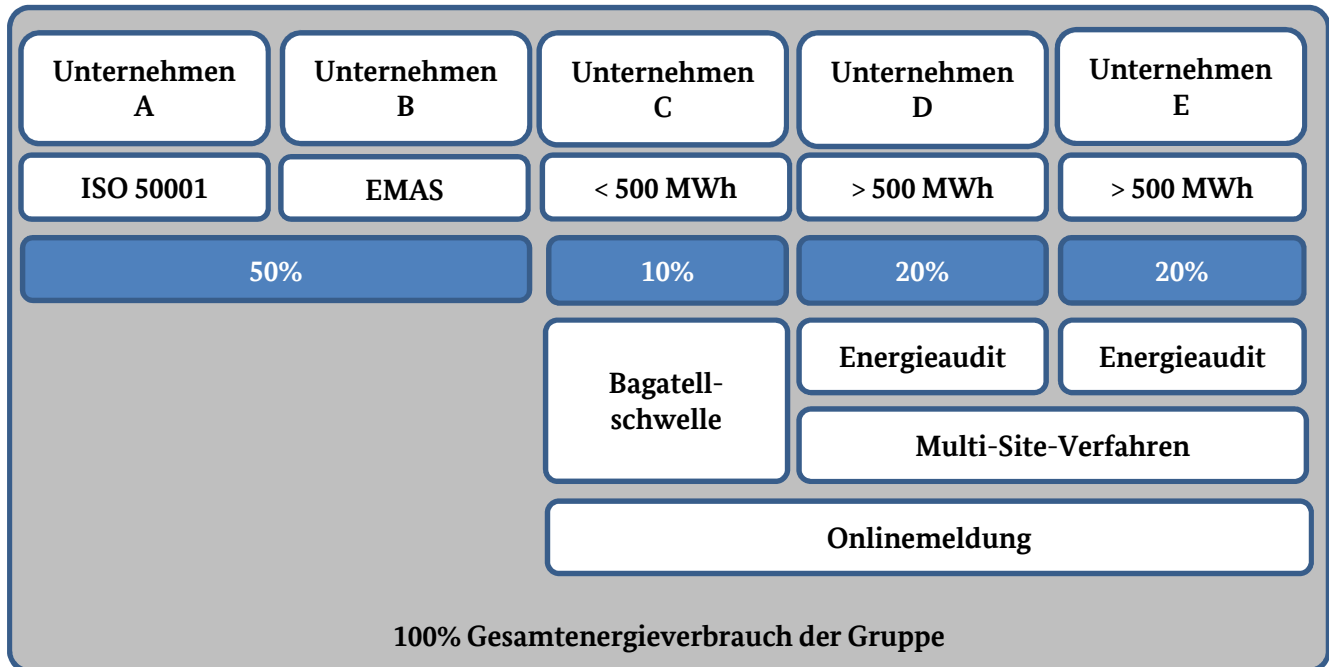 Unternehmen
A
Unternehmen
B
Unternehmen
C
Unternehmen
D
Unternehmen
E
ISO 50001
EMAS
< 500 MWh
> 500 MWh
> 500 MWh
50%
10%
20%
20%
Bagatell-
schwelle
Energieaudit
Energieaudit
Multi-Site-Verfahren
Onlinemeldung
100% Gesamtenergieverbrauch der Gruppe